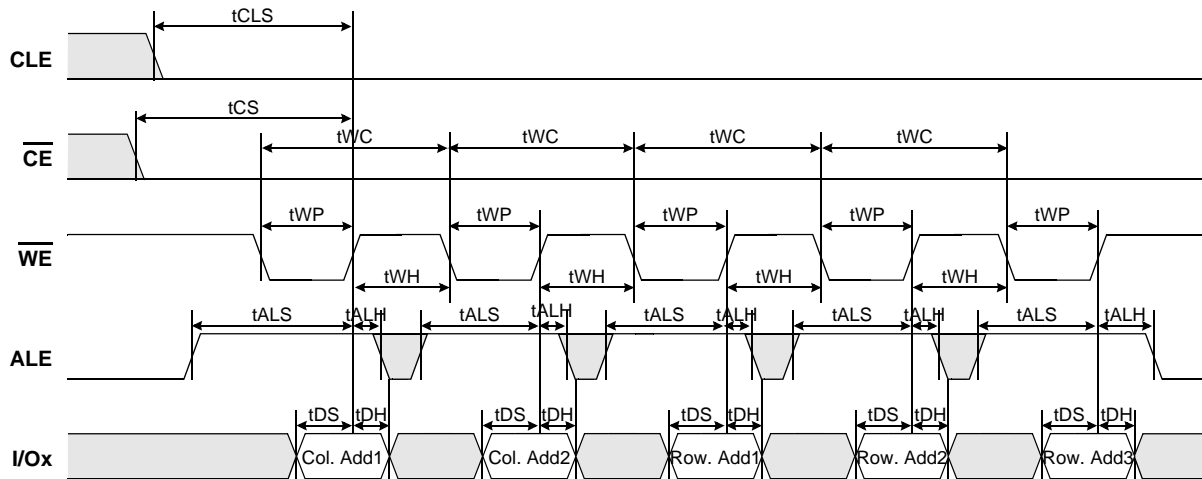 tCLS
CLE
tCS
CE
tWC tWC tWC tWC
tWP tWP tWP tWP tWP
WE
tWH tWH tWH tWH
tALS tALH tALS tALH tALS tALH tALS tALH tALS tALH
ALE
tDS tDH tDS tDH tDS tDH tDS tDH tDS tDH
I/Ox Col. Add1 Col. Add2 Row. Add1 Row. Add2 Row. Add3